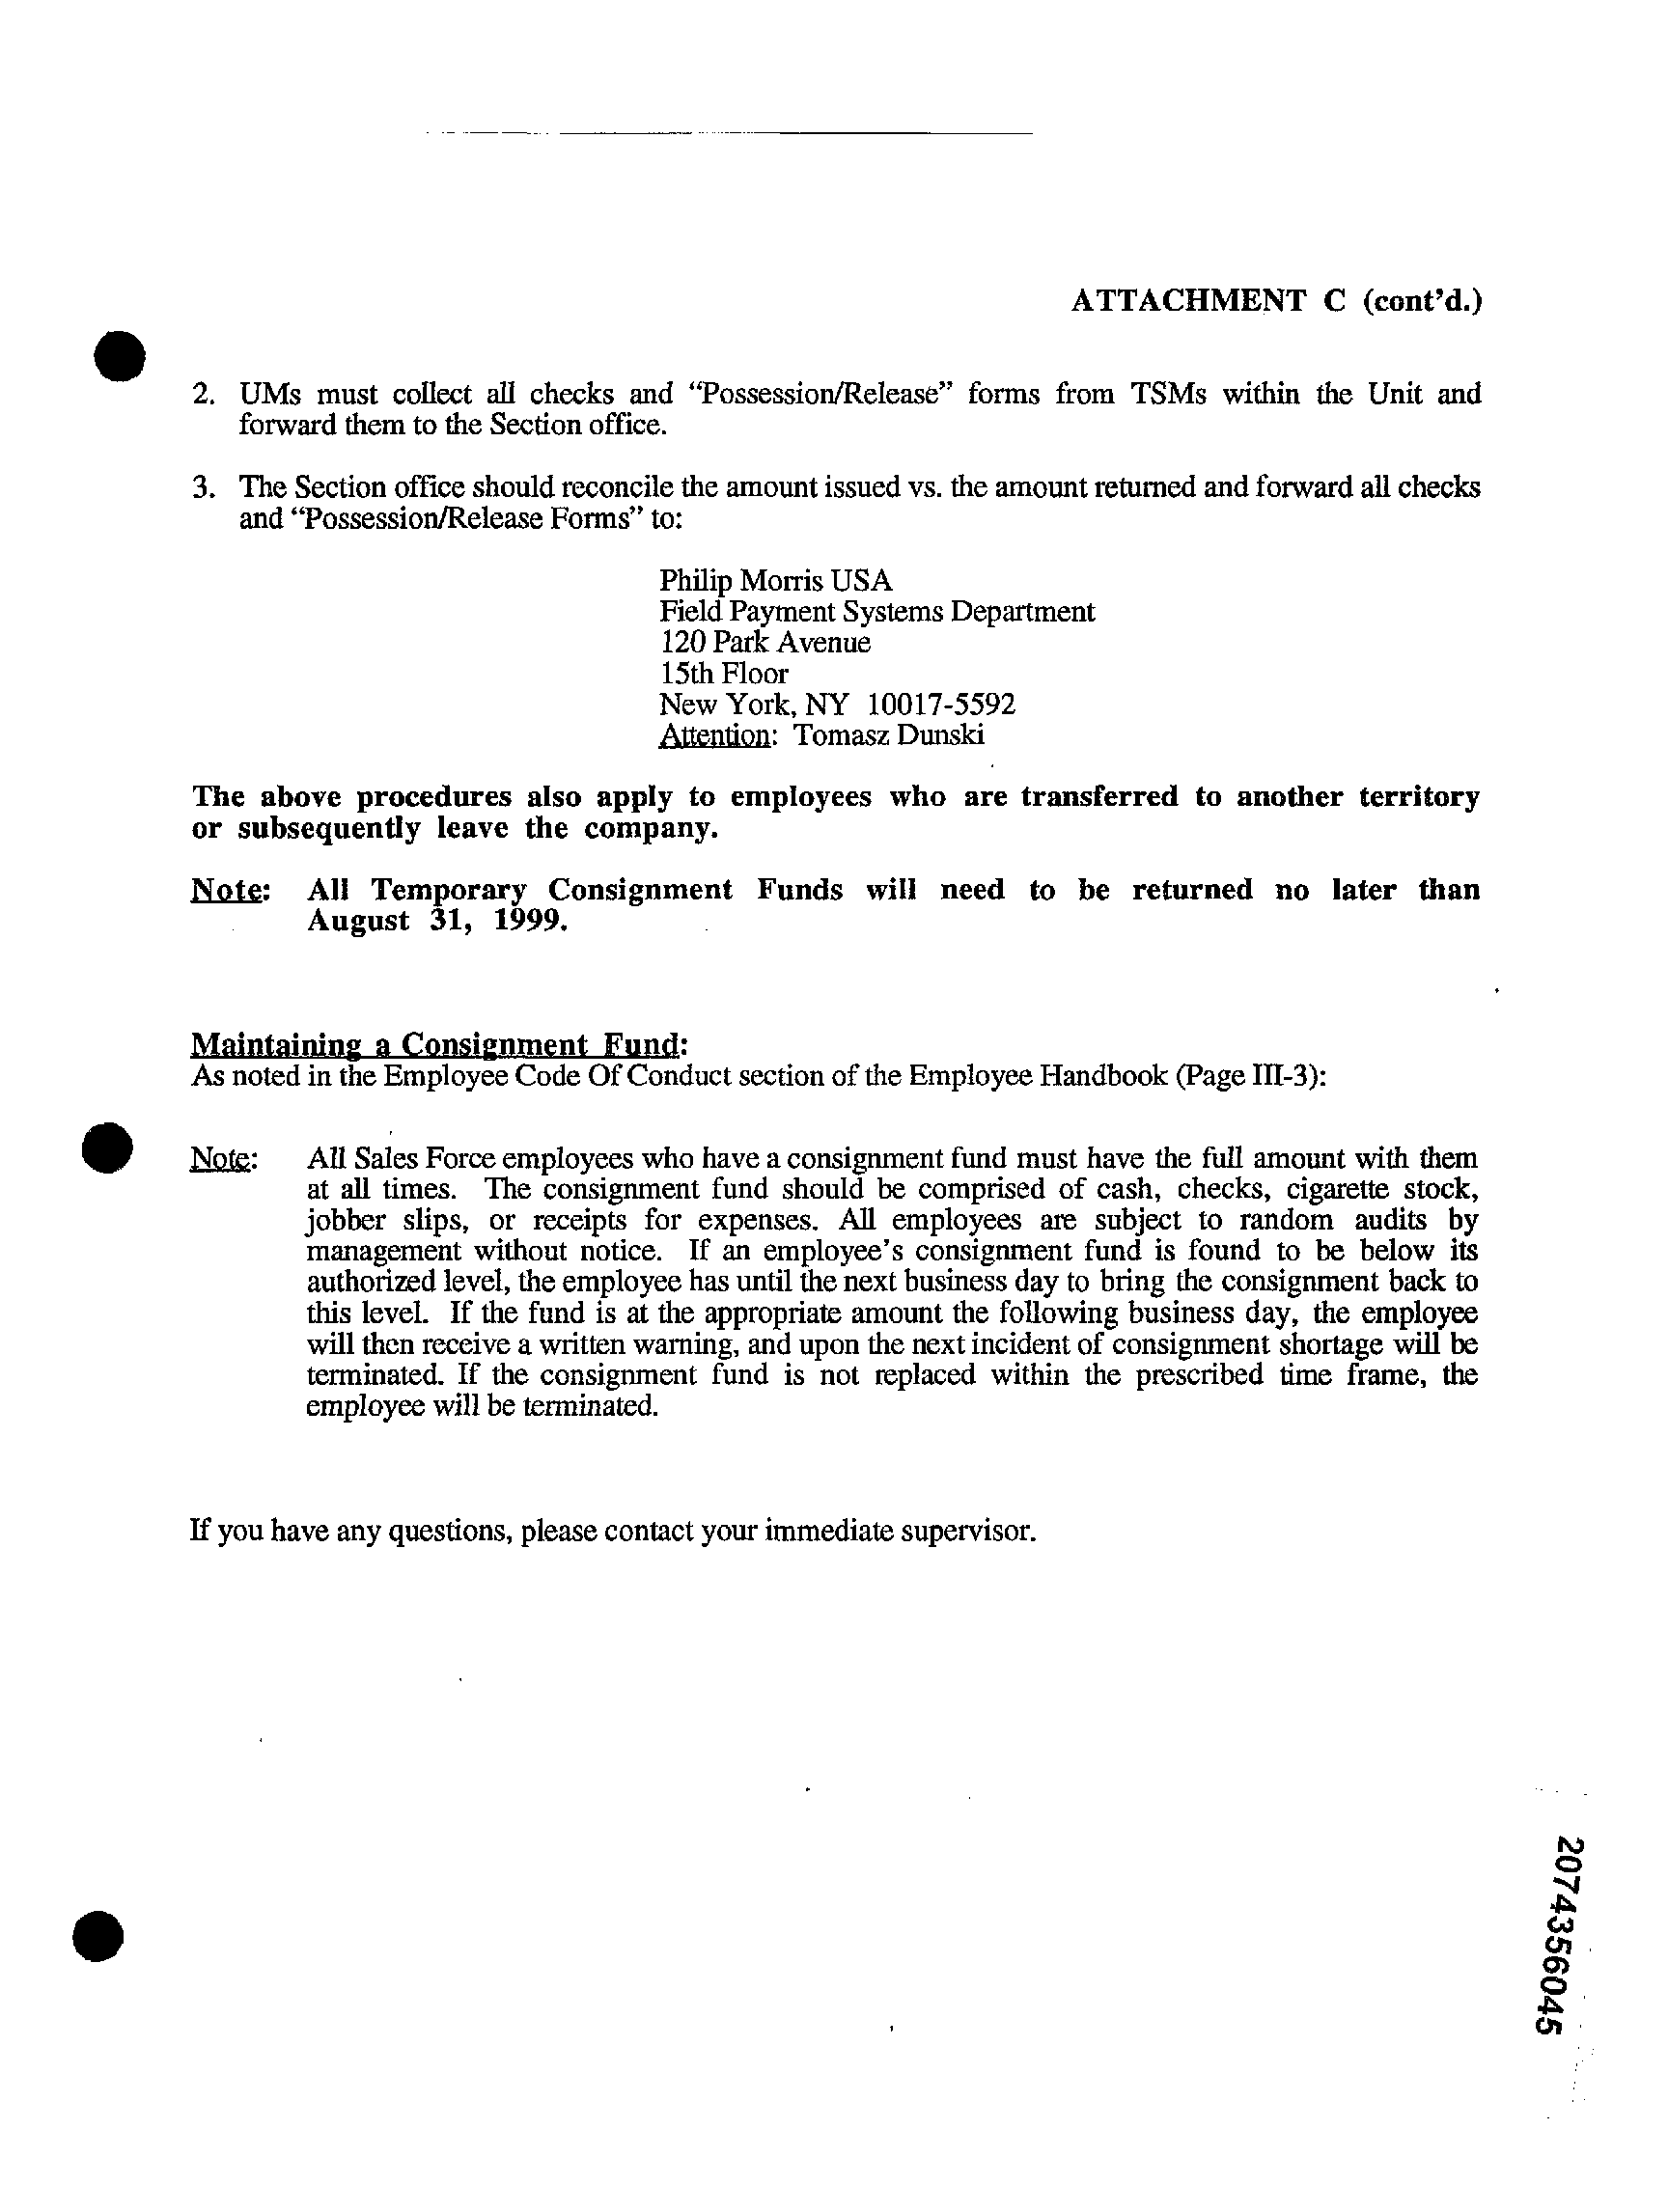 ATTACHMENT C (cont'd.)
2. UMs must collect all checks and “Possession/Release” forms from TSMs within the Unit and
forward them to the Section office.
3. The Section office should reconcile the amount issued vs. the amount returned and forward all checks
and “Possession/Release Forms” to:
Philip Morris USA
Field Payment Systems Department
120 Park Avenue
15th Floor
New York, NY 10017-5592
Attention: Tomasz Dunski
The above procedures also apply to employees who are transferred to another territory
or subsequently leave the company.
Note: All Temporary Consignment Funds will need to be returned no later than
August 31, 1999.
Maintaining a Consignment Fund:
As noted in the Employee Code Of Conduct section of the Employee Handbook (Page III-3):
Note: All Sales Force employees who have a consignment fund must have the full amount with them
at all times. The consignment fund should be comprised of cash, checks, cigarette stock,
jobber slips, or receipts for expenses. All employees are subject to random audits by
management without notice. If an employee's consignment fund is found to be below its
authorized level, the employee has until the next business day to bring the consignment back to
this level. If the fund is at the appropriate amount the following business day, the employee
will then receive a written warning, and upon the next incident of consignment shortage will be
terminated. If the consignment fund is not replaced within the prescribed time frame, the
employee will be terminated.
If you have any questions, please contact your immediate supervisor.
2074356045